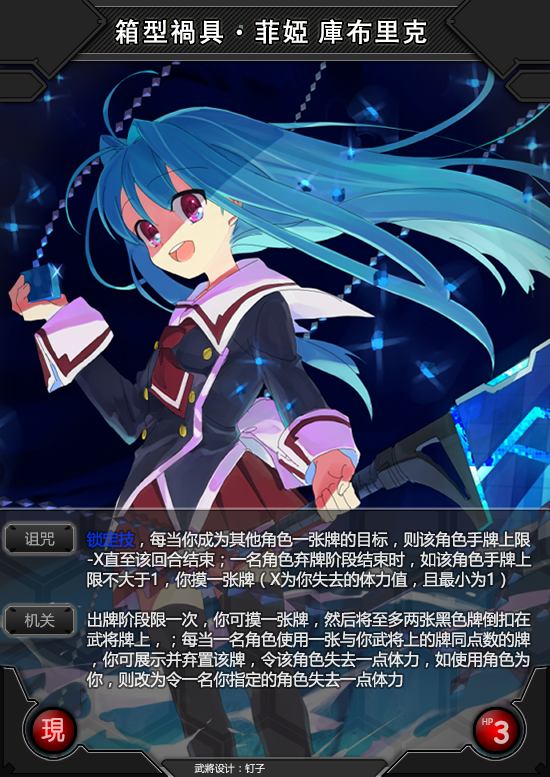 箱型禍具・菲婭 庫布里克
诅咒
锁定技，每当你成为其他角色一张牌的目标，则该角色手牌上限
-X直至该回合结束；一名角色弃牌阶段结束时，如该角色手牌上
限不大于1，你摸一张牌（X为你失去的体力值，且最小为1）
机关
出牌阶段限一次，你可摸一张牌，然后将至多两张黑色牌倒扣在
武将牌上，；每当一名角色使用一张与你武将上的牌同点数的牌
，你可展示并弃置该牌，令该角色失去一点体力，如使用角色为
你，则改为令一名你指定的角色失去一点体力
現
HP 3
武將设计：钉子